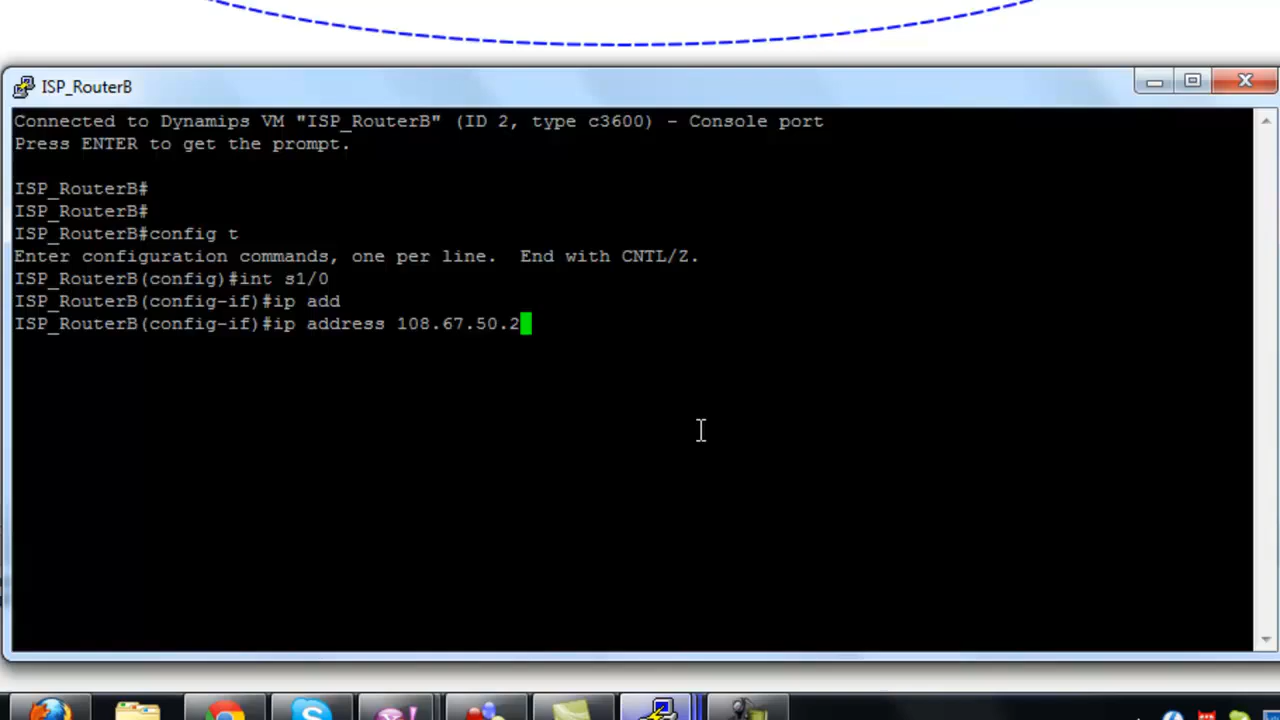 ISP_RouterB
Connected to Dynamips VM "ISP_RouterB" (ID 2, type c3600) - Console port
Press ENTER to get the prompt.
ISP_RouterB#
ISP_RouterB#
ISP_RouterB#config t
Enter configuration commands, one per line.  End with CNTL/Z.
ISP_RouterB(config)#int s1/0
ISP_RouterB(config-if)#ip add
ISP_RouterB(config-if)#ip address 108.67.50.2